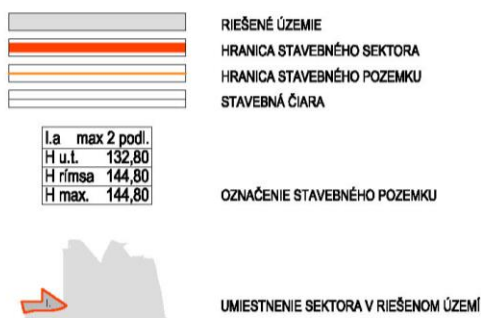 RIEŠENÉ ÚZEMIE
HRANICA STAVEBNÉHO SEKTORA
HRANICA STAVEBNÉHO POZEMKU
STAVEBNÁ ČIARA
I.a max 2 podl.
H u.t. 132,80
H rímsa 144,80
H max. 144,80
OZNAČENIE STAVEBNÉHO POZEMKU
I.
UMIESTNENIE SEKTORA V RIEŠENOM ÚZEMÍ